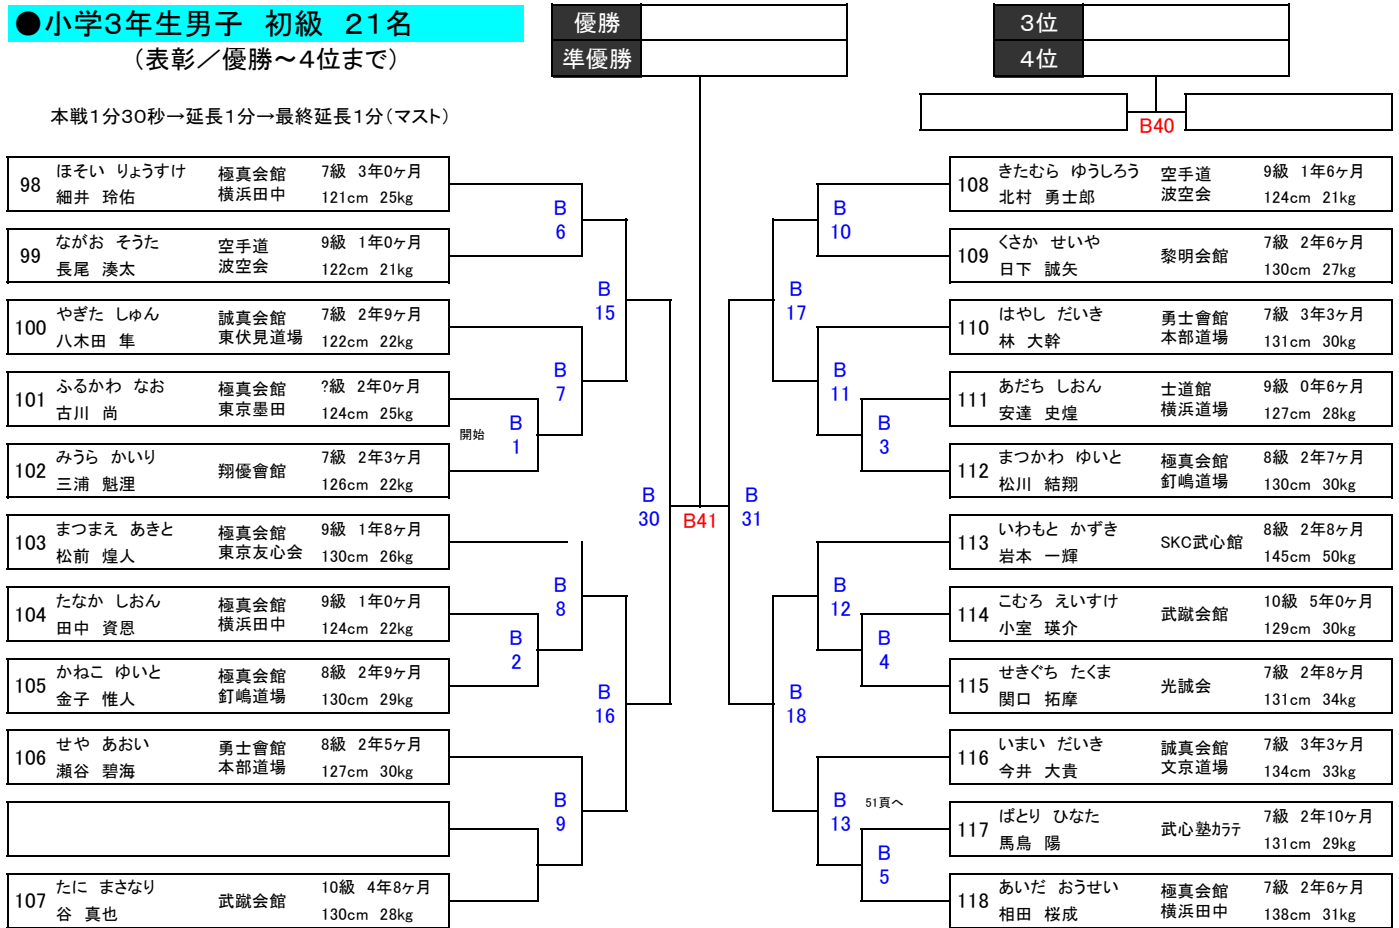 ●小学3年生男子 初級 21名
(表彰／優勝～4位まで)
本戦1分30秒→延長1分→最終延長1分(マスト)
優勝
準優勝
3位
4位
B40
98 ほそい りょうすけ 極真会館 7級 3年0ヶ月
細井 玲佑 横浜田中 121cm 25kg
99 ながお そうた 空手道 9級 1年0ヶ月
長尾 湊太 波空会 122cm 21kg
100 やぎた しゅん 誠真会館 7級 2年9ヶ月
八木田 隼 東伏見道場 122cm 22kg
101 ふるかわ なお 極真会館 ?級 2年0ヶ月
古川 尚 東京墨田 124cm 25kg
102 みうら かいり 翔優會館 7級 2年3ヶ月
三浦 魁浬 126cm 22kg
103 まつまえ あきと 極真会館 9級 1年8ヶ月
松前 煌人 東京友心会 130cm 26kg
104 たなか しおん 極真会館 9級 1年0ヶ月
田中 資恩 横浜田中 124cm 22kg
105 かねこ ゆいと 極真会館 8級 2年9ヶ月
金子 惟人 釘嶋道場 130cm 29kg
106 せや あおい 勇士會館 8級 2年5ヶ月
瀬谷 碧海 本部道場 127cm 30kg
107 たに まさなり 武蹴会館 10級 4年8ヶ月
谷 真也 130cm 28kg
B
6
B
15
B
7
開始
B
1
B
30
B41
B
31
B
8
B
2
B
16
B
9
B
10
B
17
B
11
B
3
B
12
B
4
B
18
B
13
51頁へ
B
5
108 きたむら ゆうしろう 空手道 9級 1年6ヶ月
北村 勇士郎 波空会 124cm 21kg
109 くさか せいや 黎明会館 7級 2年6ヶ月
日下 誠矢 130cm 27kg
110 はやし だいき 勇士會館 7級 3年3ヶ月
林 大幹 本部道場 131cm 30kg
111 あだち しおん 士道館 9級 0年6ヶ月
安達 史煌 横浜道場 127cm 28kg
112 まつかわ ゆいと 極真会館 8級 2年7ヶ月
松川 結翔 釘嶋道場 130cm 30kg
113 いわもと かずき SKC武心館 8級 2年8ヶ月
岩本 一輝 145cm 50kg
114 こむろ えいすけ 武蹴会館 10級 5年0ヶ月
小室 瑛介 129cm 30kg
115 せきぐち たくま 光誠会 7級 2年8ヶ月
関口 拓摩 131cm 34kg
116 いまい だいき 誠真会館 7級 3年3ヶ月
今井 大貴 文京道場 134cm 33kg
117 ばとり ひなた 武心塾カラテ 7級 2年10ヶ月
馬鳥 陽 131cm 29kg
118 あいだ おうせい 極真会館 7級 2年6ヶ月
相田 桜成 横浜田中 138cm 31kg